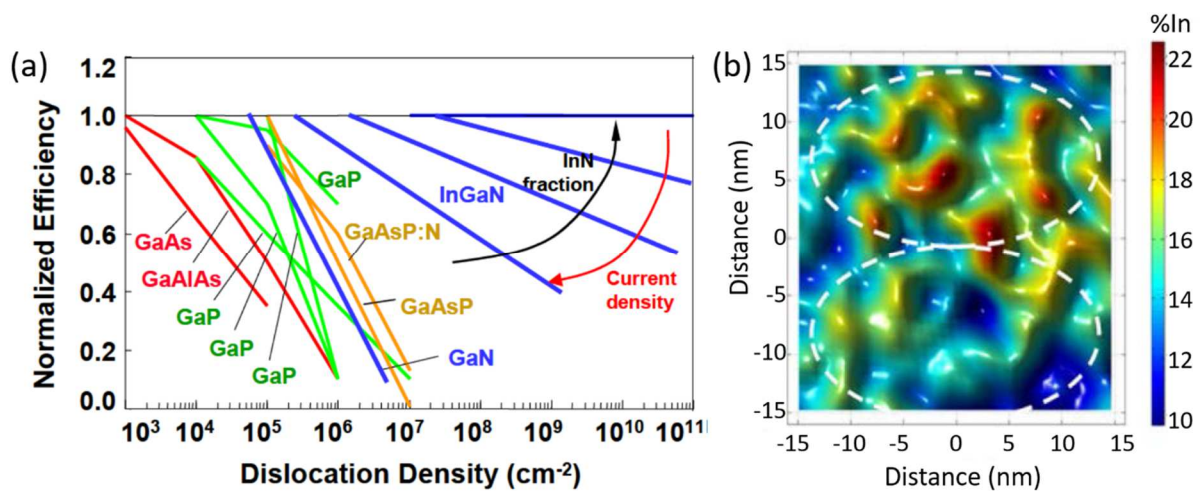 (a)
1.2
1.0
0.8
0.6
0.4
0.2
0.0
Normalized Efficiency
GaAs
GaAlAs
GaP
GaP
GaP
GaP
GaAsP:N
GaAsP
GaN
InGaN
InN
fraction
Current
density
10³ 10⁴ 10⁵ 10⁶ 10⁷ 10⁸ 10⁹ 10¹⁰ 10¹¹
Dislocation Density (cm⁻²)
(b)
%In
15
10
5
0
-5
-10
-15
Distance (nm)
-15 -10 -5 0 5 10 15
Distance (nm)
22
20
18
16
14
12
10